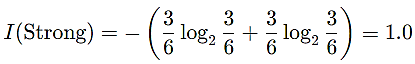 I(Strong) = −(3/6 log₂ 3/6 + 3/6 log₂ 3/6) = 1.0